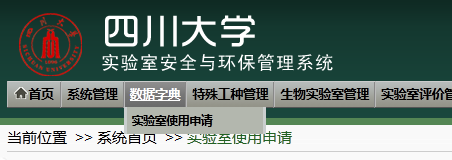 四川大学
实验室安全与环保管理系统
首页 系统管理 数据字典 特殊工种管理 生物实验室管理 实验室评价管
实验室使用申请
当前位置 >> 系统首页 >> 实验室使用申请